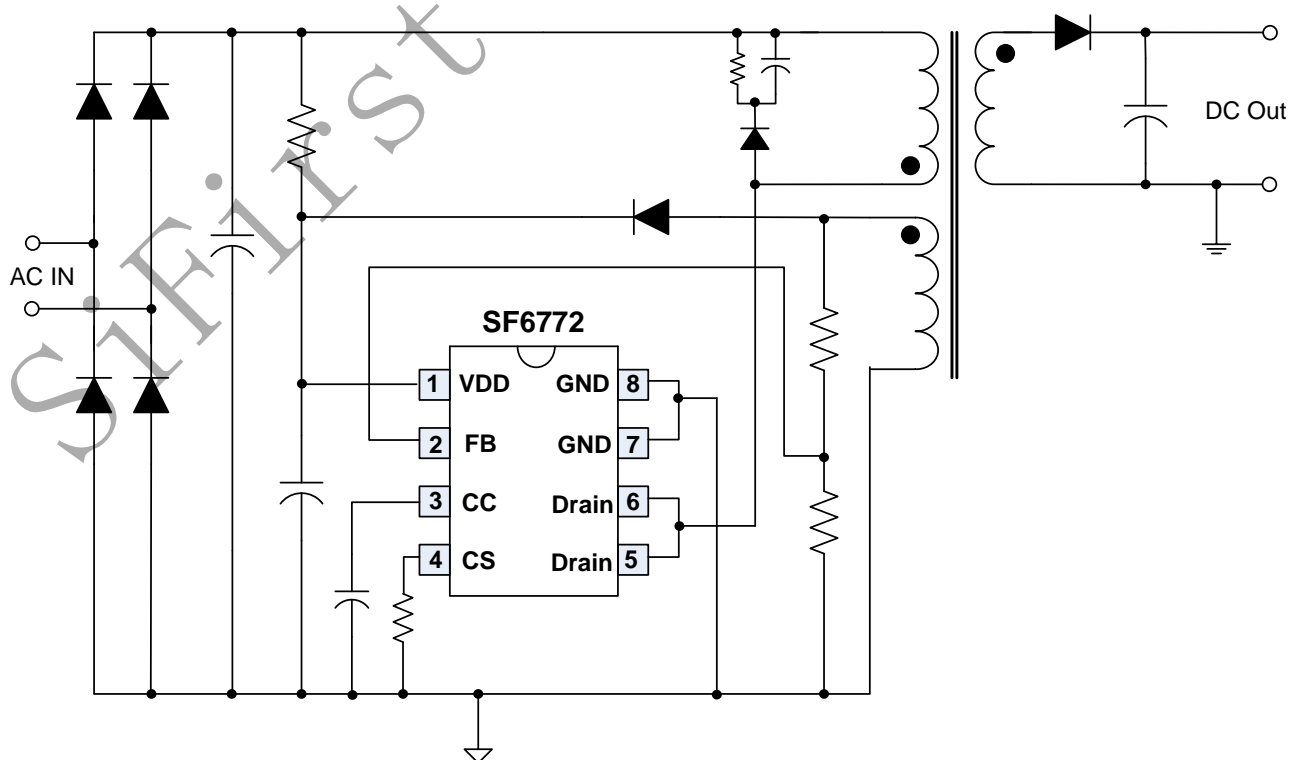 SiFirst
DC Out
AC IN
SF6772
1 VDD GND 8
2 FB GND 7
3 CC Drain 6
4 CS Drain 5